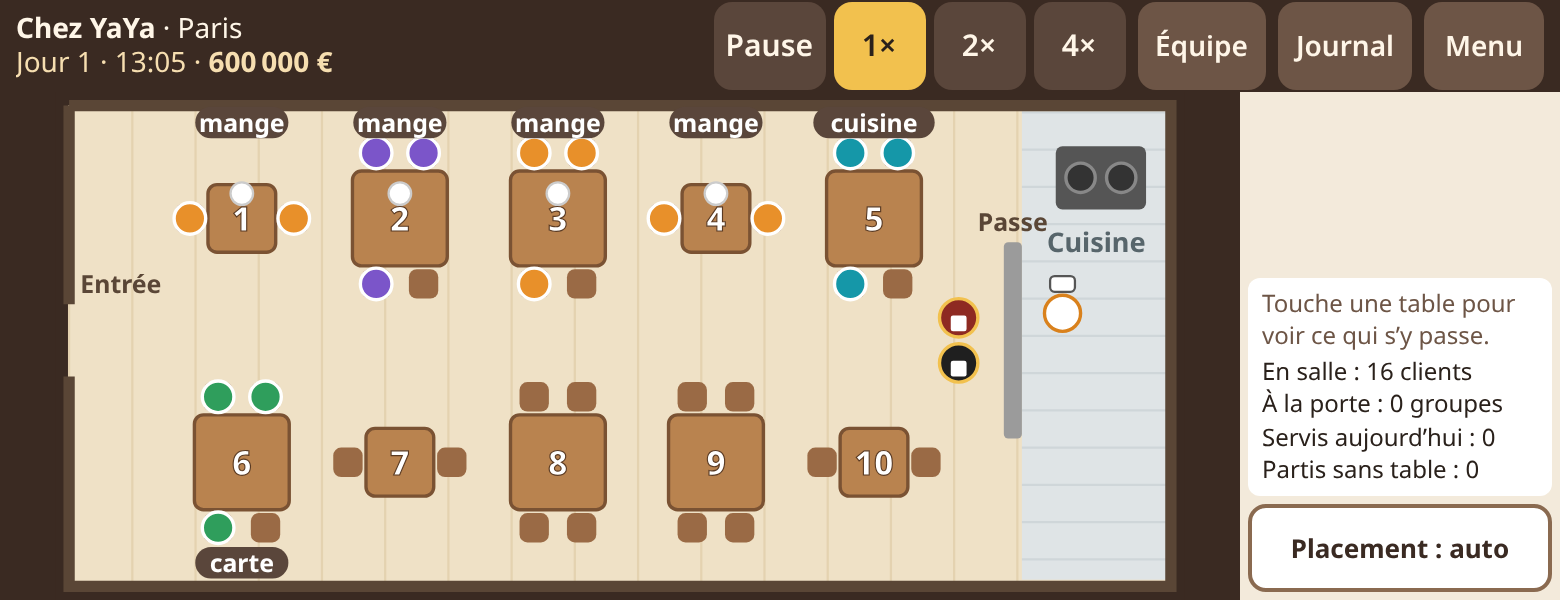 Chez YaYa · Paris
Jour 1 · 13:05 · 600 000 €
Pause
1×
2×
4×
Équipe
Journal
Menu
mange
mange
mange
mange
cuisine
1
2
3
4
5
Passe
Cuisine
Entrée
6
7
8
9
10
carte
Touche une table pour
voir ce qui s’y passe.
En salle : 16 clients
À la porte : 0 groupes
Servis aujourd’hui : 0
Partis sans table : 0
Placement : auto